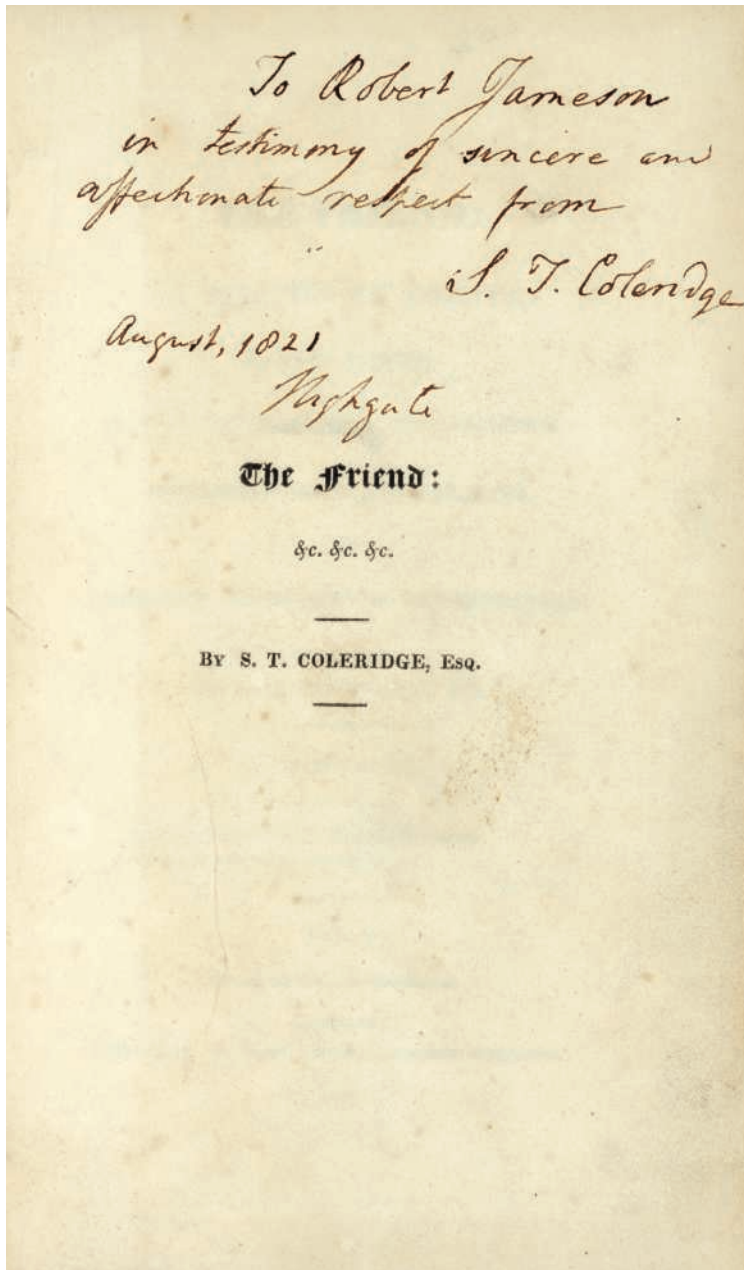 To Robert Jameson
in testimony of sincere and
affectionate respect from
S. T. Coleridge
August, 1821
Highgate
The Friend:
&c. &c. &c.
By S. T. COLERIDGE, Esq.